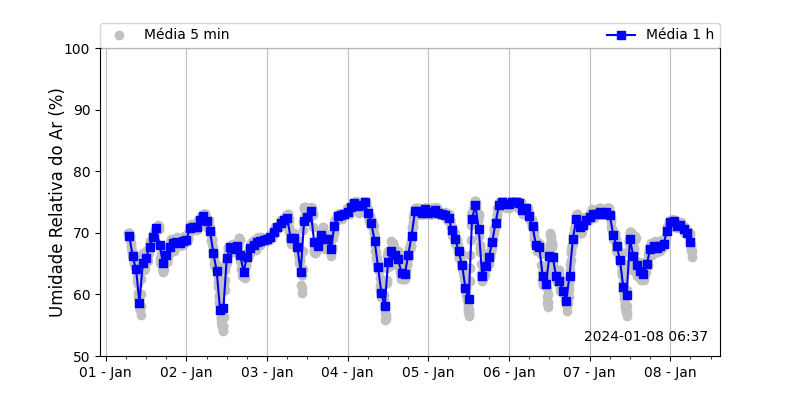 Média 5 min
Média 1 h
Umidade Relativa do Ar (%)
100
90
80
70
60
50
2024-01-08 06:37
01 - Jan
02 - Jan
03 - Jan
04 - Jan
05 - Jan
06 - Jan
07 - Jan
08 - Jan